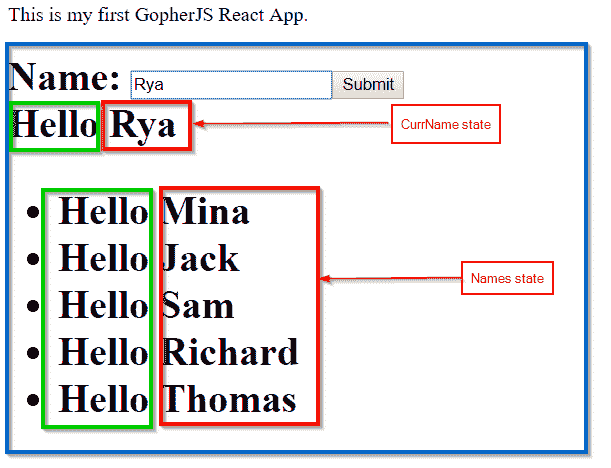 This is my first GopherJS React App.
Name: Rya Submit
Hello Rya
CurrName state
Hello Mina
Hello Jack
Hello Sam
Names state
Hello Richard
Hello Thomas